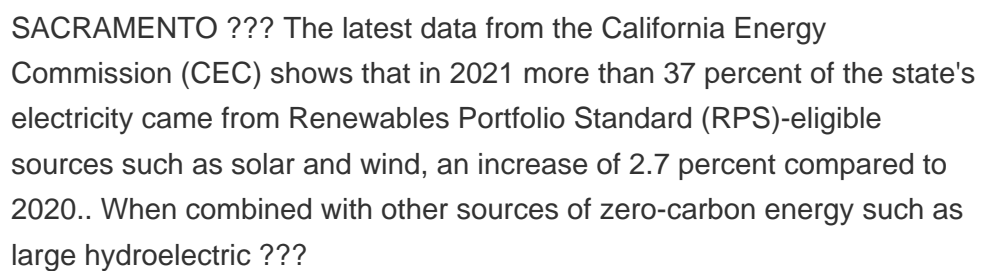 SACRAMENTO ??? The latest data from the California Energy
Commission (CEC) shows that in 2021 more than 37 percent of the state's
electricity came from Renewables Portfolio Standard (RPS)-eligible
sources such as solar and wind, an increase of 2.7 percent compared to
2020.. When combined with other sources of zero-carbon energy such as
large hydroelectric ???